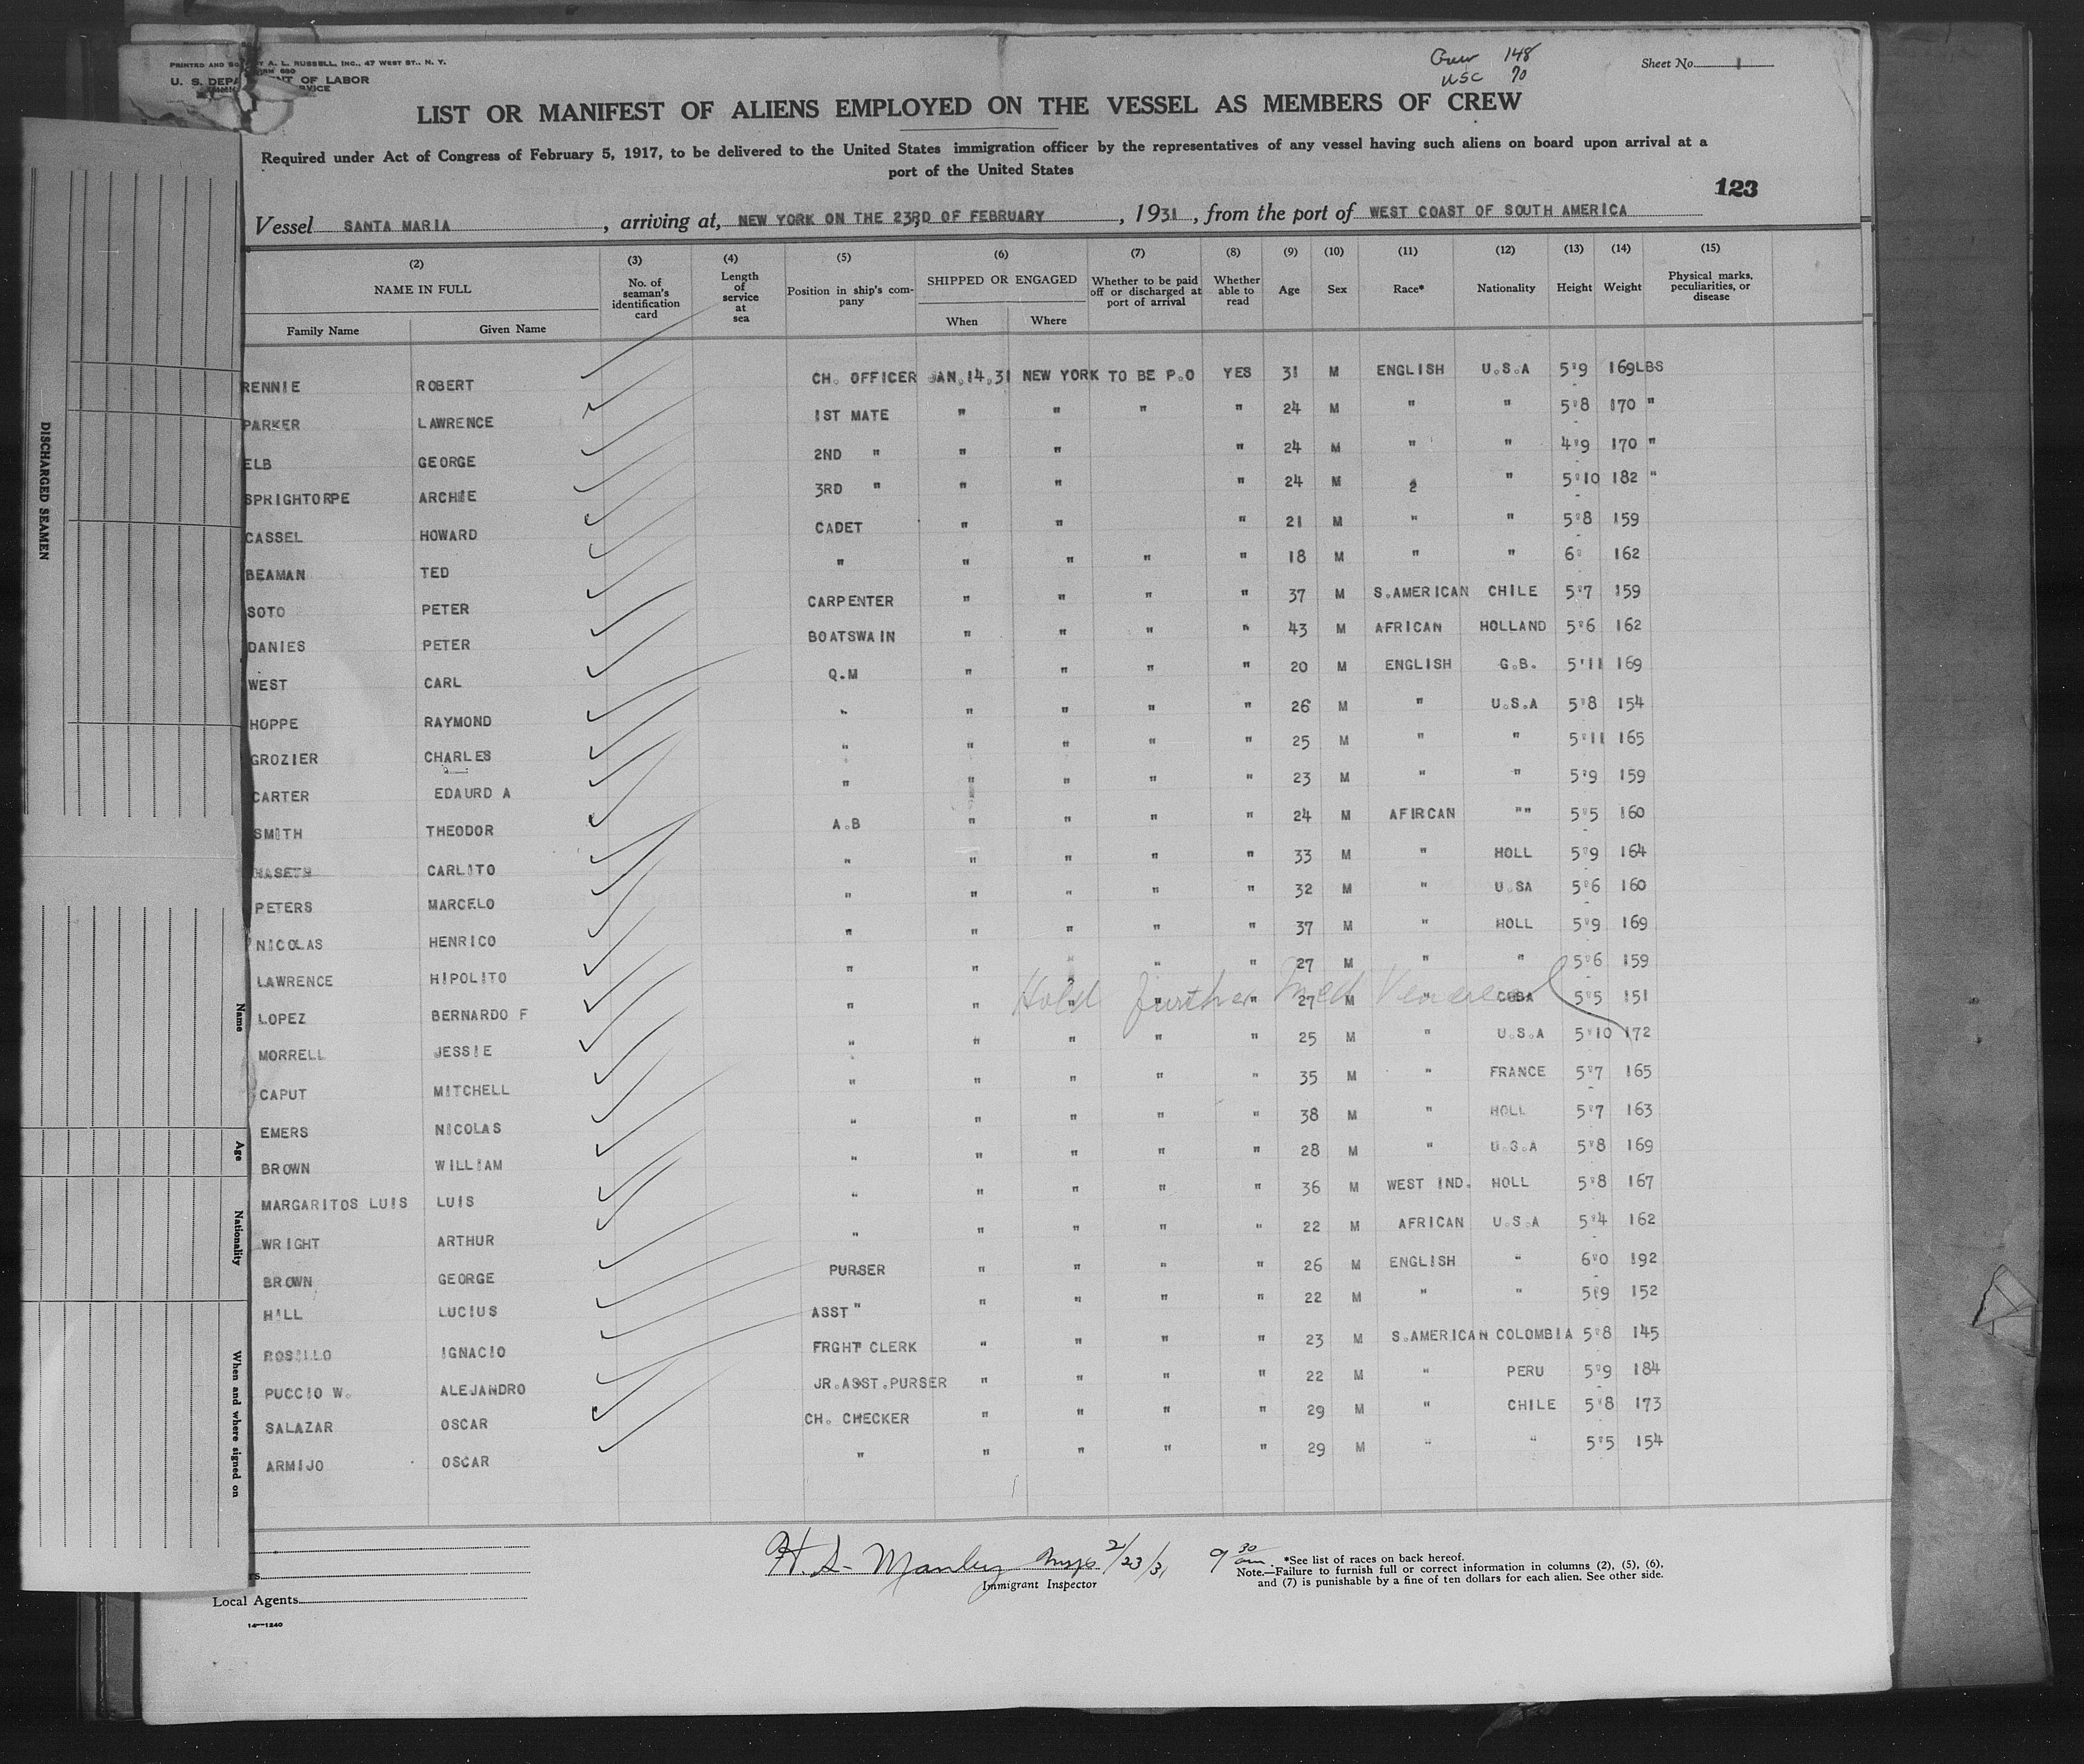 Crew 148
USC 70
PRINTED AND SO BY A. L. RUSSELL, INC., 47 WEST ST., N. Y.
U. S. DEPARTMENT OF LABOR
Sheet No. 1
LIST OR MANIFEST OF ALIENS EMPLOYED ON THE VESSEL AS MEMBERS OF CREW
Required under Act of Congress of February 5, 1917, to be delivered to the United States immigration officer by the representatives of any vessel having such aliens on board upon arrival at a
port of the United States
123
Vessel SANTA MARIA, arriving at, NEW YORK ON THE 23RD OF FEBRUARY, 1931, from the port of WEST COAST OF SOUTH AMERICA
(2) (3) (4) (5) (6) (7) (8) (9) (10) (11) (12) (13) (14) (15)
NAME IN FULL No. of seaman's identification card Length of service at sea Position in ship's company SHIPPED OR ENGAGED Whether to be paid off or discharged at port of arrival Whether able to read Age Sex Race* Nationality Height Weight Physical marks, peculiarities, or disease
Family Name Given Name When Where
RENNIE ROBERT CH. OFFICER JAN.14.31 NEW YORK TO BE P.O YES 31 M ENGLISH U.S.A 5'9 169LBS
PARKER LAWRENCE 1ST MATE " " " " 24 M " " 5'8 170 "
ELB GEORGE 2ND " " " " 24 M " " 4'9 170 "
SPRIGHTORPE ARCHIE 3RD " " " " 24 M 2 " 5'10 182 "
CASSEL HOWARD CADET " " " 21 M " " 5'8 159
BEAMAN TED " " " " " 18 M " " 6' 162
SOTO PETER CARPENTER " " " " 37 M S.AMERICAN CHILE 5'7 159
DANIES PETER BOATSWAIN " " " " 43 M AFRICAN HOLLAND 5'6 162
WEST CARL Q.M " " " " 20 M ENGLISH G.B. 5'11 169
HOPPE RAYMOND " " " " " 26 M " U.S.A 5'8 154
GROZIER CHARLES " " " " " 25 M " " 5'11 165
CARTER EDAURD A " " " " " 23 M " " 5'9 159
SMITH THEODOR A.B " " " " 24 M AFIRCAN "" 5'5 160
HASETH CARLITO " " " " " 33 M " HOLL 5'9 164
PETERS MARCELO " " " " " 32 M " U.SA 5'6 160
NICOLAS HENRICO " " " " " 37 M " HOLL 5'9 169
LAWRENCE HIPOLITO " " " " " 27 M " " 5'6 159
Hold further Med Venereal
LOPEZ BERNARDO F " " " " " 27 M " CUBA 5'5 151
MORRELL JESSIE " " " " " 25 M " U.S.A 5'10 172
CAPUT MITCHELL " " " " " 35 M " FRANCE 5'7 165
EMERS NICOLAS " " " " " 38 M " HOLL 5'7 163
BROWN WILLIAM " " " " " 28 M " U.S.A 5'8 169
MARGARITOS LUIS LUIS " " " " " 36 M WEST IND. HOLL 5'8 167
WRIGHT ARTHUR " " " " " 22 M AFRICAN U.S.A 5'4 162
BROWN GEORGE PURSER " " " " 26 M ENGLISH " 6'0 192
HALL LUCIUS ASST " " " " " 22 M " " 5'9 152
ROSILLO IGNACIO FRGHT CLERK " " " " 23 M S.AMERICAN COLOMBIA 5'8 145
PUCCIO W. ALEJANDRO JR.ASST.PURSER " " " " 22 M " PERU 5'9 184
SALAZAR OSCAR CH. CHECKER " " " " 29 M " CHILE 5'8 173
ARMIJO OSCAR " " " " " 29 M " " 5'5 154
H. S. Manley Insp. 2/23/31 9 30 am
Immigrant Inspector
*See list of races on back hereof.
Note.—Failure to furnish full or correct information in columns (2), (5), (6),
and (7) is punishable by a fine of ten dollars for each alien. See other side.
Local Agents
14—1240
DISCHARGED SEAMEN
Name
Age
Nationality
When and where signed on